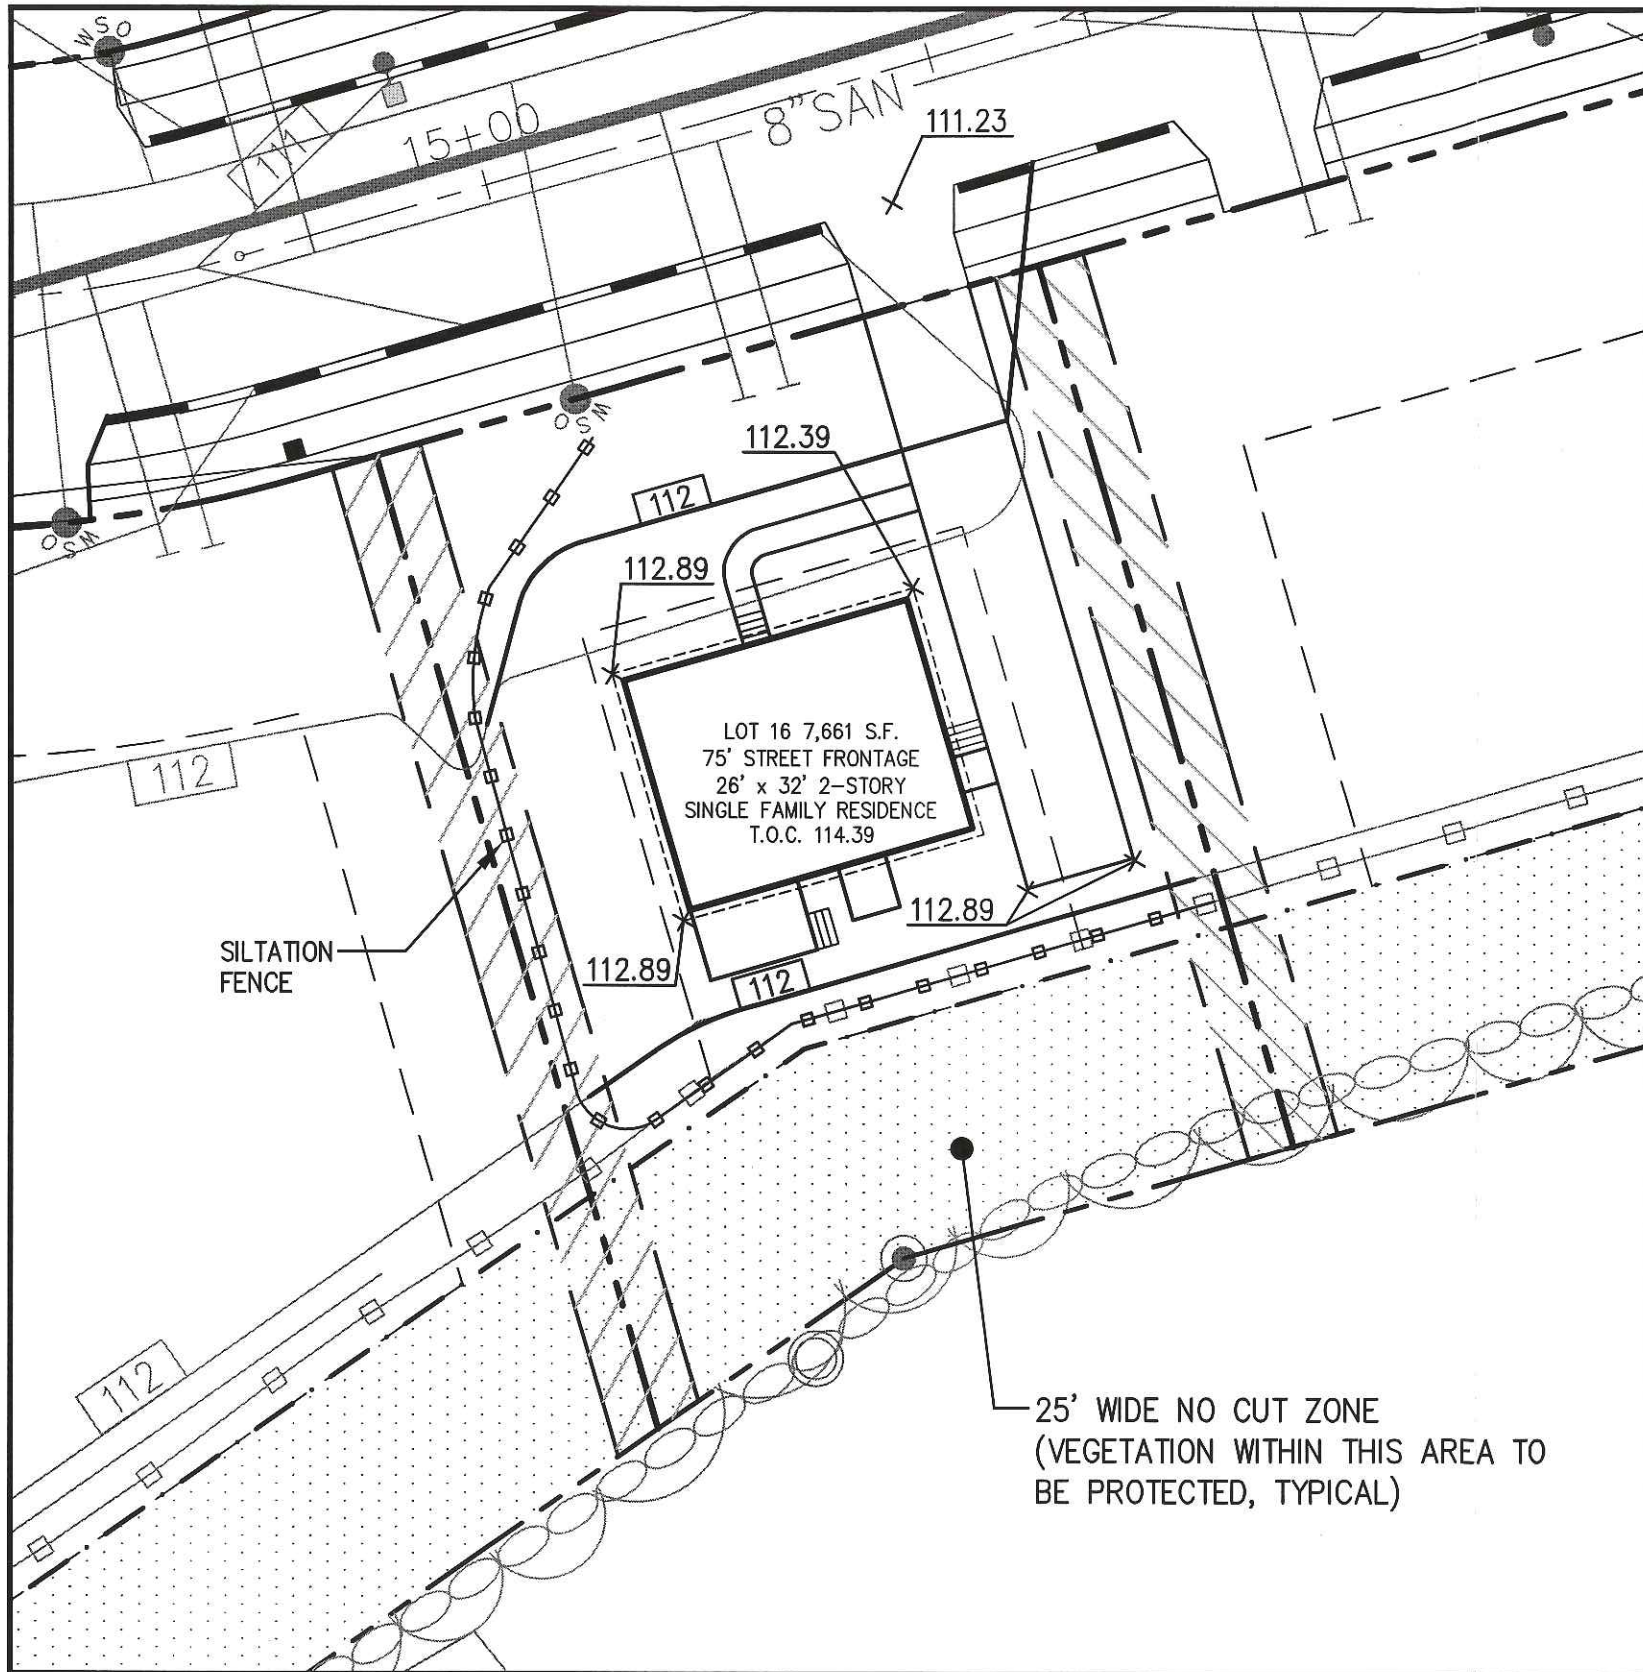 WSO
111
15+00
8"SAN
111.23
WSO
112.39
112
WSO
112.89
LOT 16 7,661 S.F.
75' STREET FRONTAGE
26' x 32' 2-STORY
SINGLE FAMILY RESIDENCE
T.O.C. 114.39
112
112.89
SILTATION
FENCE
112.89
112
112
25' WIDE NO CUT ZONE
(VEGETATION WITHIN THIS AREA TO
BE PROTECTED, TYPICAL)